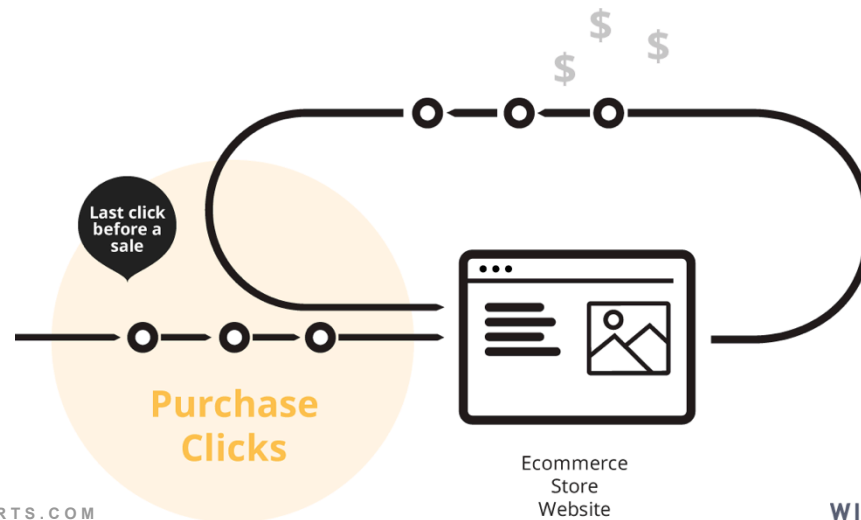 $ $ $
Last click
before a
sale
Purchase
Clicks
Ecommerce
Store
Website
RTS.COM
WI